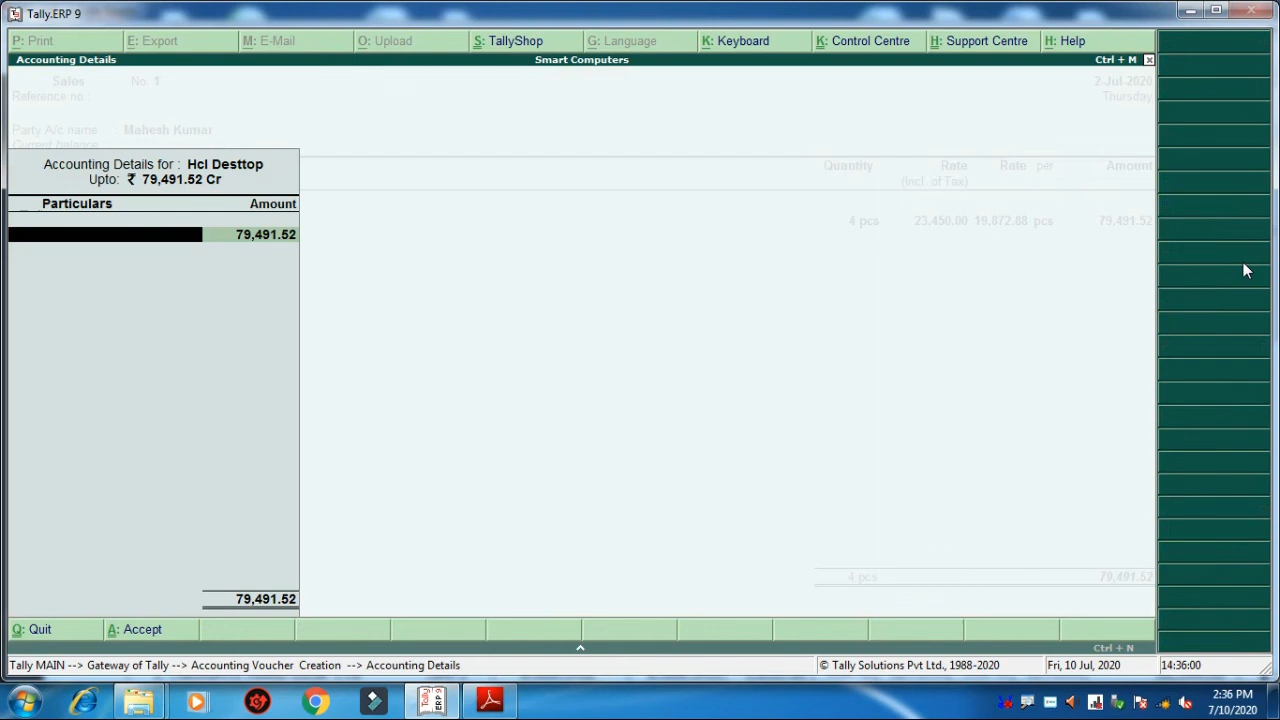 Tally.ERP 9
P: Print E: Export M: E-Mail O: Upload S: TallyShop G: Language K: Keyboard K: Control Centre H: Support Centre H: Help
Accounting Details Smart Computers Ctrl + M
Sales No. 1 2-Jul-2020
Reference no.: Thursday
Party A/c name Mahesh Kumar
Current balance
Accounting Details for : Hcl Desttop
Upto: ₹ 79,491.52 Cr
Quantity Rate Rate per Amount
(Incl. of Tax)
Particulars Amount
4 pcs 23,450.00 19,872.88 pcs 79,491.52
79,491.52
4 pcs 79,491.52
79,491.52
Q: Quit A: Accept
Ctrl + N
Tally MAIN --> Gateway of Tally --> Accounting Voucher Creation --> Accounting Details © Tally Solutions Pvt Ltd., 1988-2020 Fri, 10 Jul, 2020 14:36:00
Tally ERP 9
2:36 PM
7/10/2020